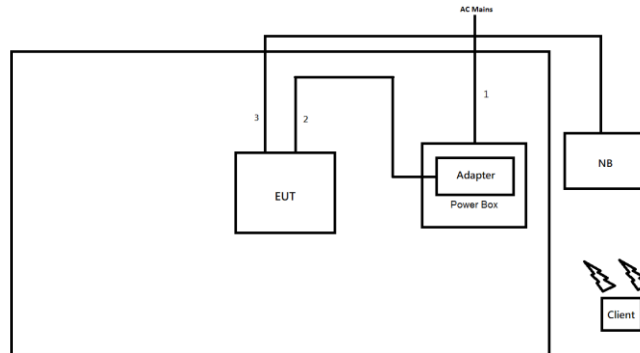 AC Mains
3
2
1
EUT
Adapter
Power Box
NB
Client